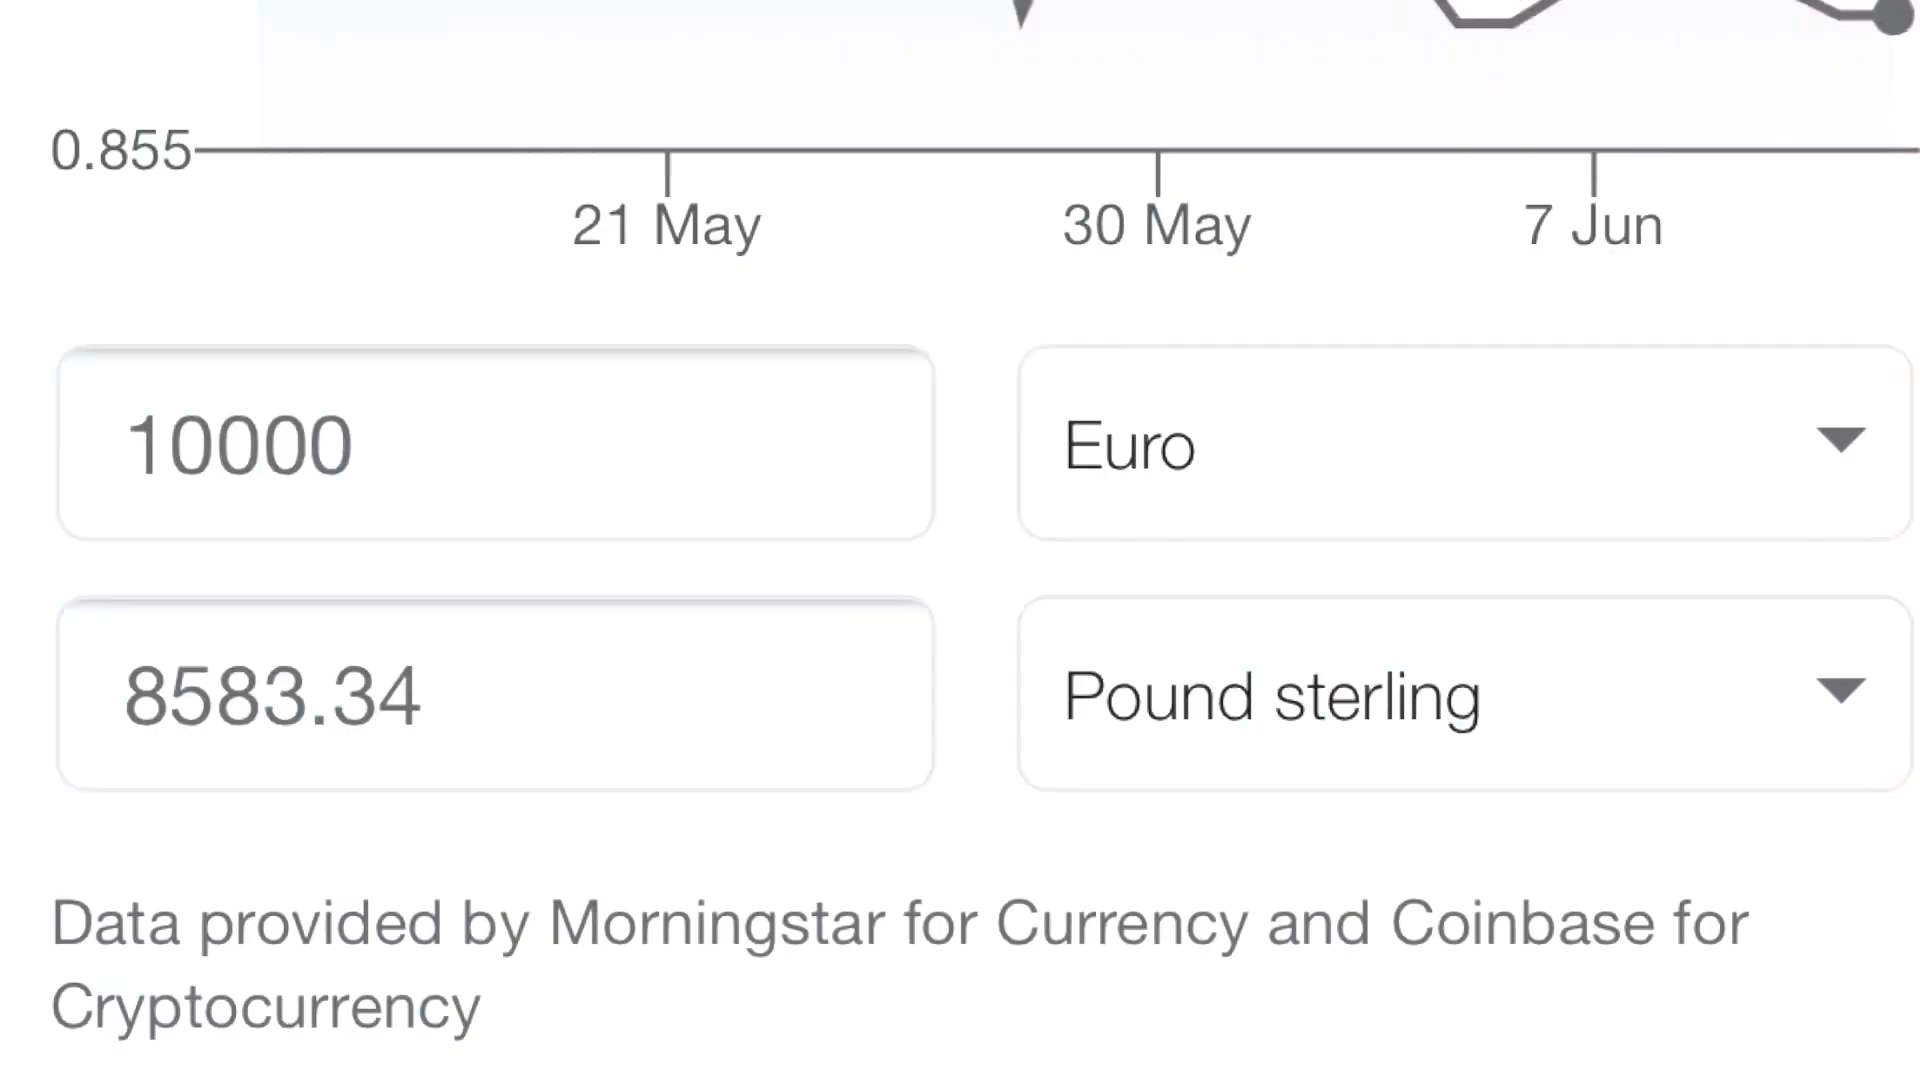 0.855
21 May 30 May 7 Jun
10000 Euro
8583.34 Pound sterling
Data provided by Morningstar for Currency and Coinbase for
Cryptocurrency